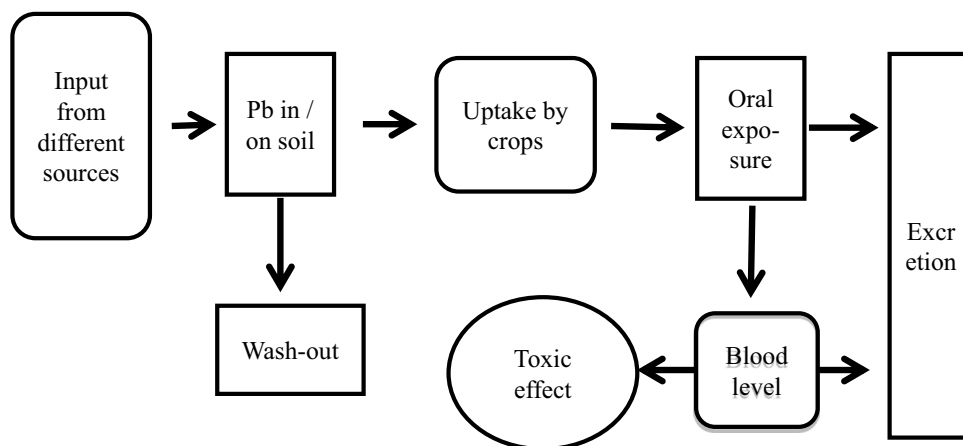 Input
from
different
sources
Pb in /
on soil
Uptake by
crops
Oral
expo-
sure
Excr
etion
Wash-out
Toxic
effect
Blood
level